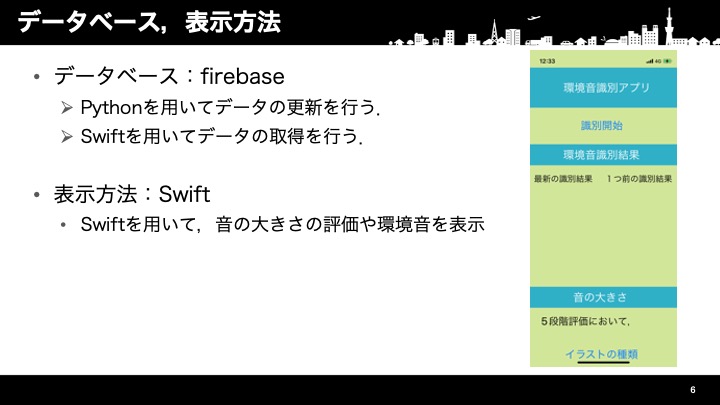 データベース，表示方法
• データベース：firebase
➢ Pythonを用いてデータの更新を行う．
➢ Swiftを用いてデータの取得を行う．
• 表示方法：Swift
• Swiftを用いて，音の大きさの評価や環境音を表示
12:33 4G
環境音識別アプリ
識別開始
環境音識別結果
最新の識別結果 １つ前の識別結果
音の大きさ
５段階評価において，
イラストの種類
6